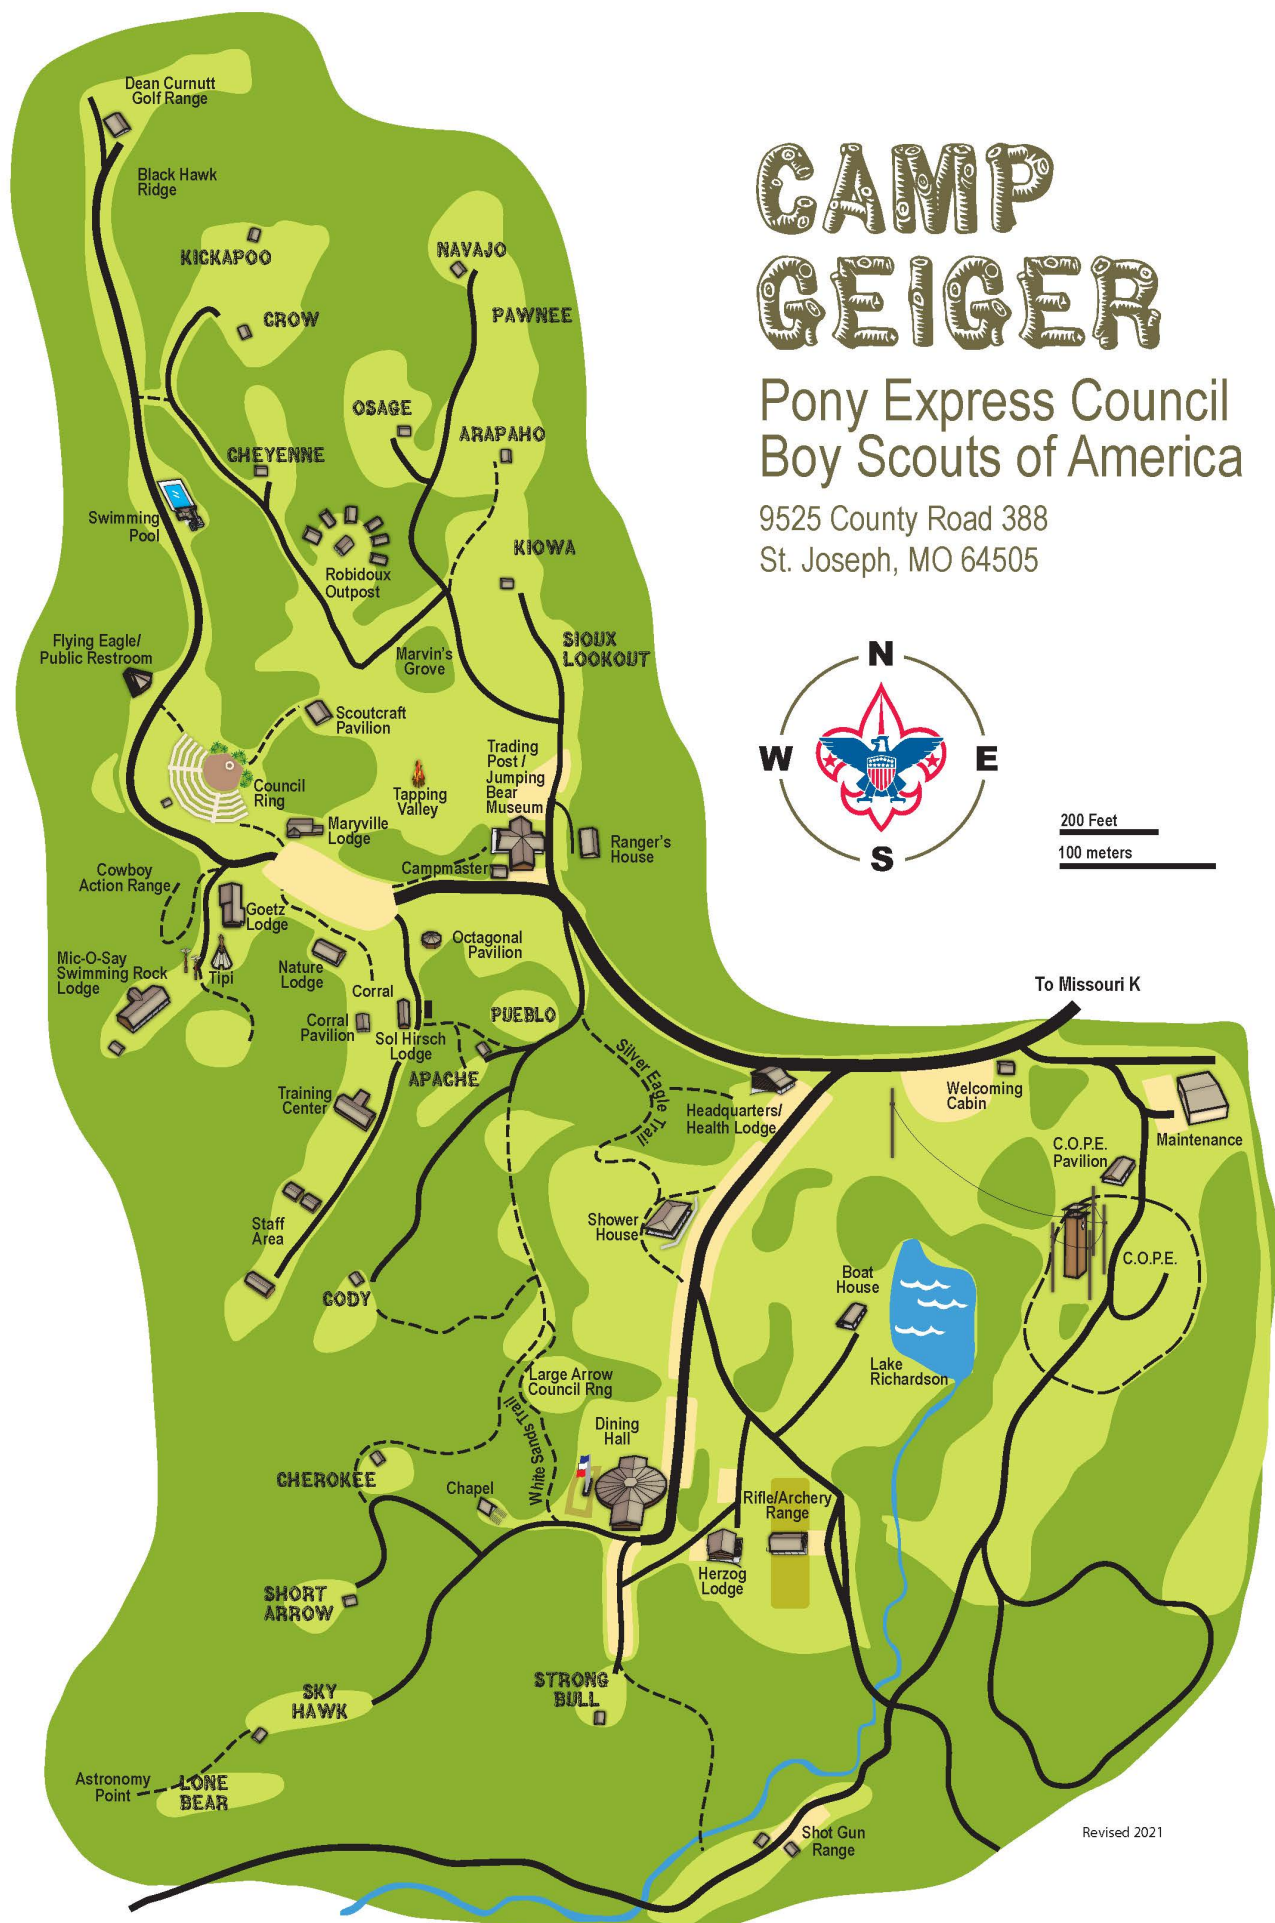 CAMP
GEIGER
Pony Express Council
Boy Scouts of America
9525 County Road 388
St. Joseph, MO 64505
N
W
E
S
200 Feet
100 meters
Dean Curnutt
Golf Range
Black Hawk
Ridge
KICKAPOO
NAVAJO
CROW
PAWNEE
OSAGE
ARAPAHO
CHEYENNE
Swimming
Pool
KIOWA
Robidoux
Outpost
Flying Eagle/
Public Restroom
Marvin's
Grove
SIOUX
LOOKOUT
Scoutcraft
Pavilion
Trading
Post /
Jumping
Bear
Museum
Council
Ring
Tapping
Valley
Maryville
Lodge
Ranger's
House
Campmaster
Cowboy
Action Range
Goetz
Lodge
Octagonal
Pavilion
Mic-O-Say
Swimming Rock
Lodge
Tipi
Nature
Lodge
Corral
To Missouri K
PUEBLO
Corral
Pavilion
Sol Hirsch
Lodge
APACHE
Silver Eagle Trail
Training
Center
Headquarters/
Health Lodge
Welcoming
Cabin
C.O.P.E.
Pavilion
Maintenance
Staff
Area
Shower
House
C.O.P.E.
Boat
House
CODY
Lake
Richardson
Large Arrow
Council Rng
White Sands Trail
Dining
Hall
CHEROKEE
Chapel
Rifle/Archery
Range
Herzog
Lodge
SHORT
ARROW
STRONG
BULL
SKY
HAWK
Astronomy
Point
LONE
BEAR
Shot Gun
Range
Revised 2021